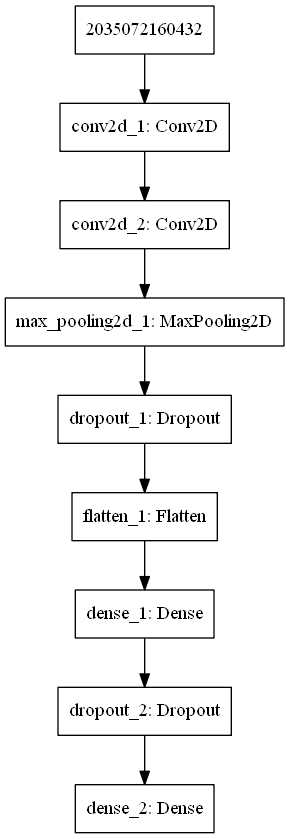 2035072160432
conv2d_1: Conv2D
conv2d_2: Conv2D
max_pooling2d_1: MaxPooling2D
dropout_1: Dropout
flatten_1: Flatten
dense_1: Dense
dropout_2: Dropout
dense_2: Dense